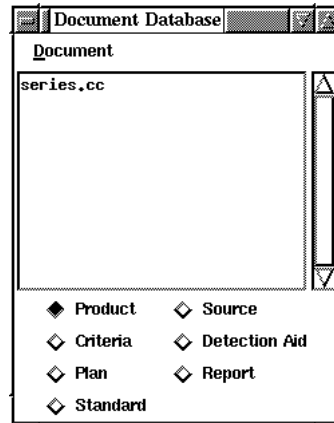 Document Database
Document
series.cc
Product Source
Criteria Detection Aid
Plan Report
Standard